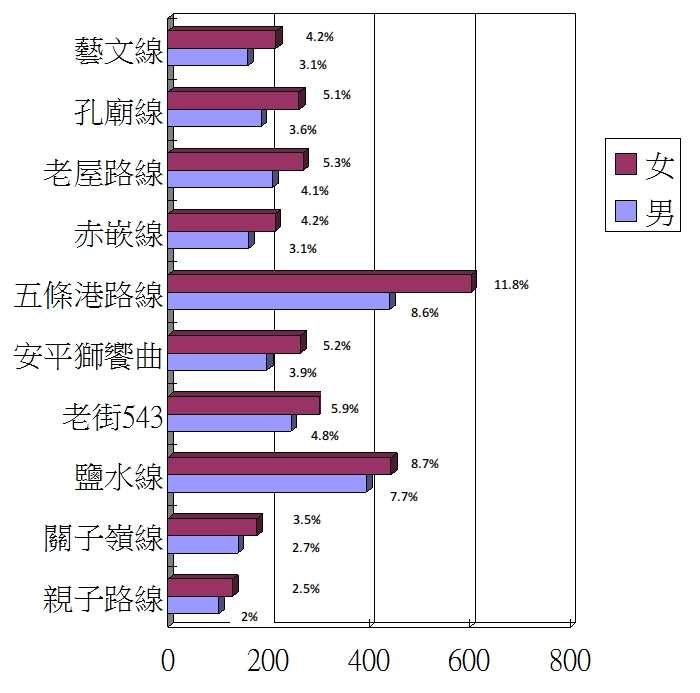 藝文線
4.2%
3.1%
孔廟線
5.1%
3.6%
老屋路線
5.3%
4.1%
赤嵌線
4.2%
3.1%
五條港路線
11.8%
8.6%
安平獅饗曲
5.2%
3.9%
老街543
5.9%
4.8%
鹽水線
8.7%
7.7%
關子嶺線
3.5%
2.7%
親子路線
2.5%
2%
0 200 400 600 800
女
男